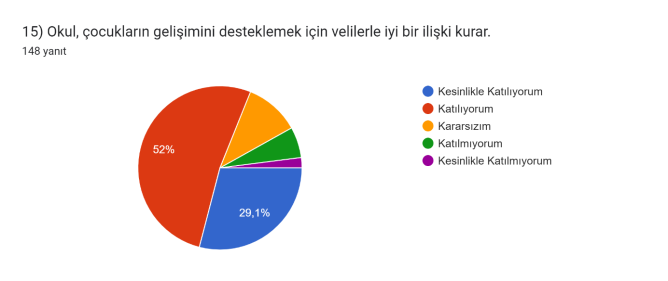 15) Okul, çocukların gelişimini desteklemek için velilerle iyi bir ilişki kurar.
148 yanıt
Kesinlikle Katılıyorum
Katılıyorum
Kararsızım
Katılmıyorum
Kesinlikle Katılmıyorum
52%
29,1%